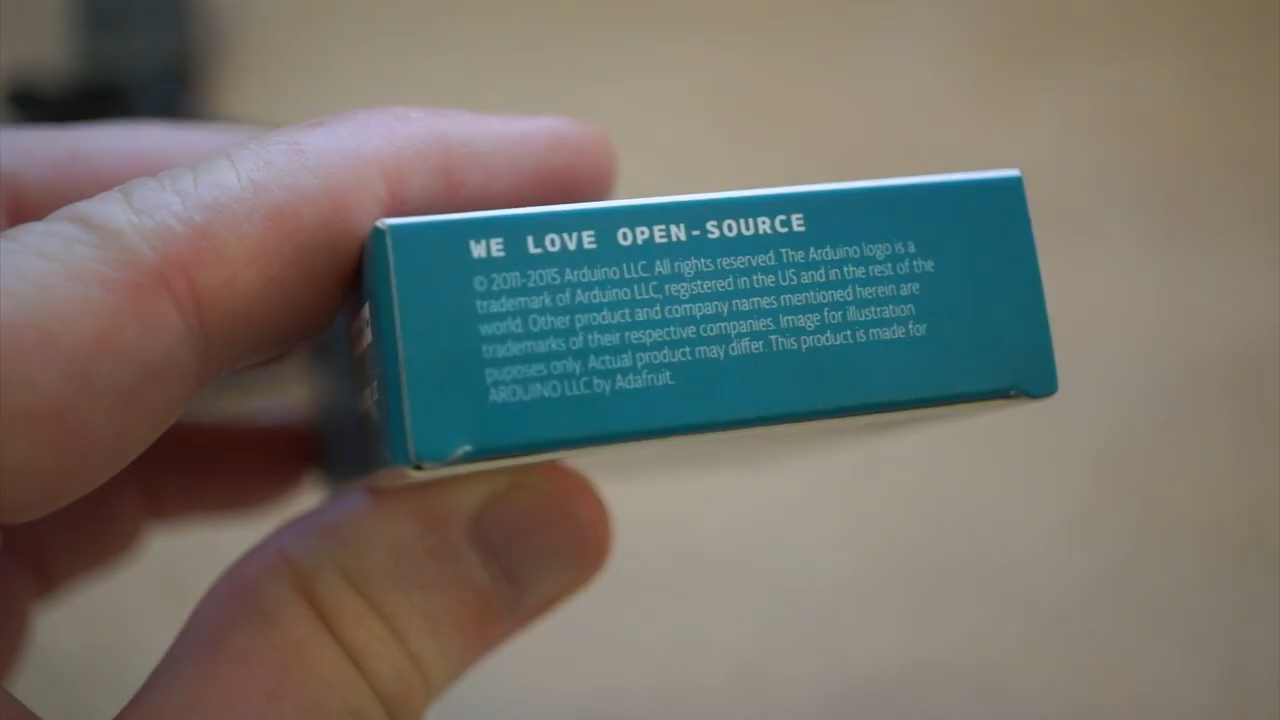 WE LOVE OPEN-SOURCE
© 2011-2015 Arduino LLC. All rights reserved. The Arduino logo is a
trademark of Arduino LLC, registered in the US and in the rest of the
world. Other product and company names mentioned herein are
trademarks of their respective companies. Image for illustration
puposes only. Actual product may differ. This product is made for
ARDUINO LLC by Adafruit.